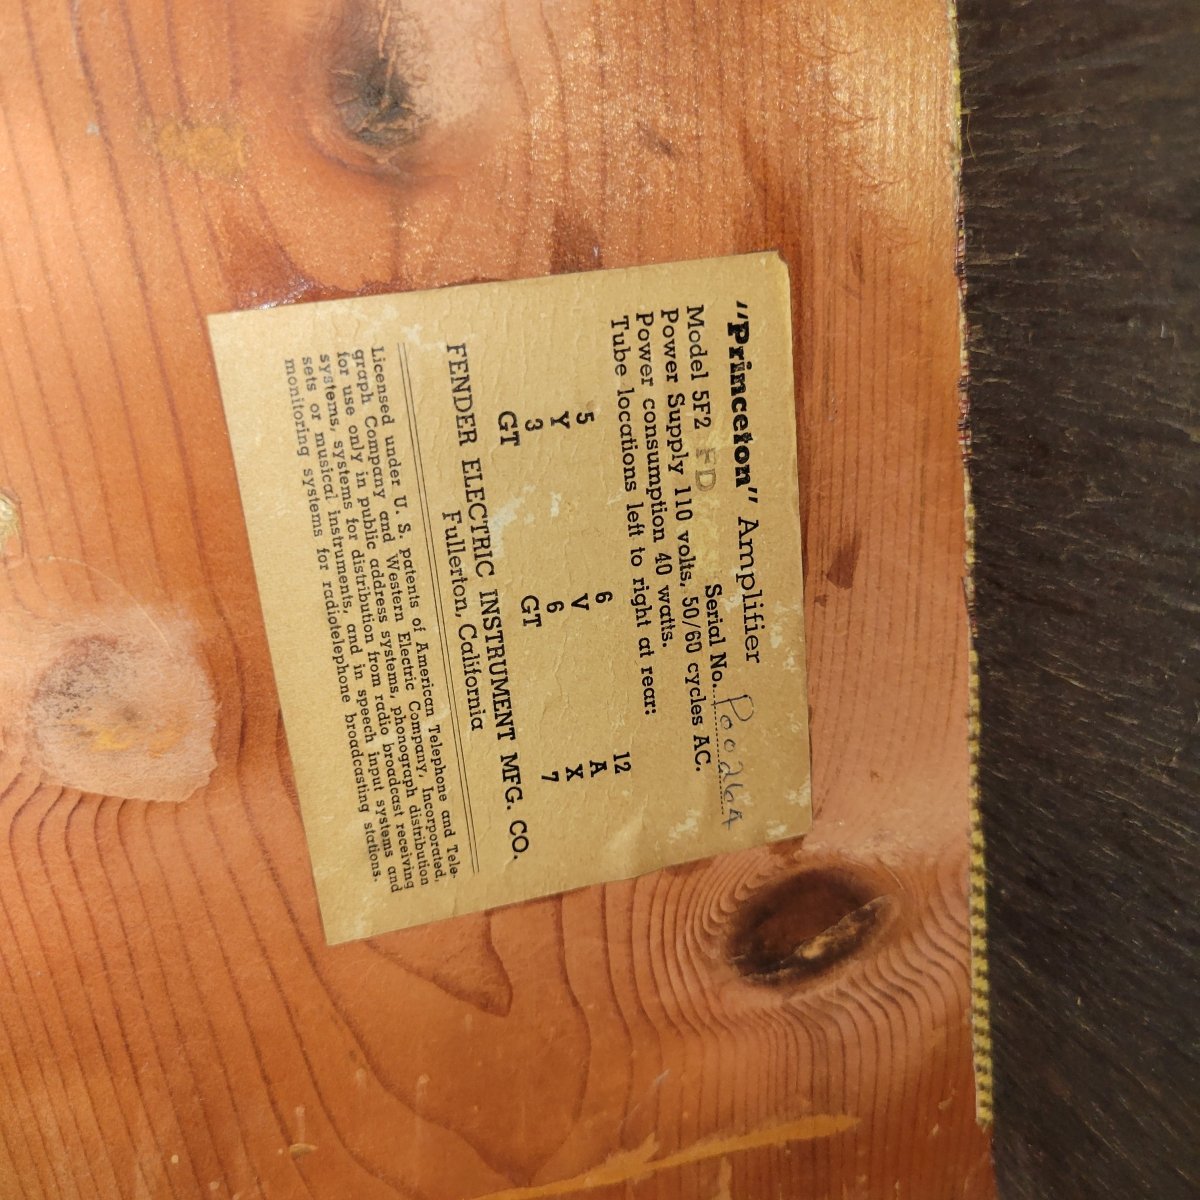 "Princeton" Amplifier
Model 5F2 FD Serial No. P00264
Power Supply 110 volts, 50/60 cycles AC.
Power consumption 40 watts.
Tube locations left to right at rear:
5 6 12
Y V A
3 6 X
GT GT 7
FENDER ELECTRIC INSTRUMENT MFG. CO.
Fullerton, California
Licensed under U. S. patents of American Telephone and Tele-
graph Company and Western Electric Company, Incorporated,
for use only in public address systems, phonograph distribution
systems, systems for distribution from radio broadcast receiving
sets or musical instruments, and in speech input systems and
monitoring systems for radiotelephone broadcasting stations.